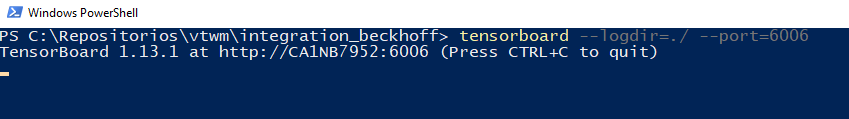 Windows PowerShell
PS C:\Repositorios\vtwm\integration_beckhoff> tensorboard --logdir=./ --port=6006
TensorBoard 1.13.1 at http://CA1NB7952:6006 (Press CTRL+C to quit)